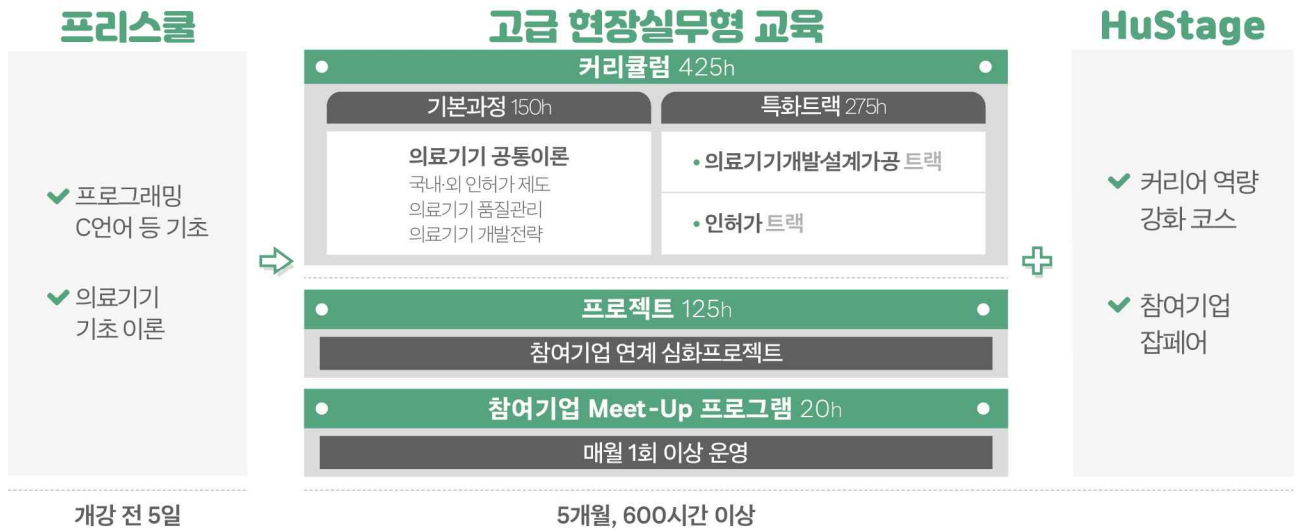 프리스쿨
프로그래밍
C언어 등 기초
의료기기
기초 이론
개강 전 5일
고급 현장실무형 교육
커리큘럼 425h
기본과정 150h
의료기기 공통이론
국내·외 인허가 제도
의료기기 품질관리
의료기기 개발전략
특화트랙 275h
• 의료기기개발설계가공 트랙
• 인허가 트랙
프로젝트 125h
참여기업 연계 심화프로젝트
참여기업 Meet-Up 프로그램 20h
매월 1회 이상 운영
HuStage
커리어 역량
강화 코스
참여기업
잡페어
5개월, 600시간 이상